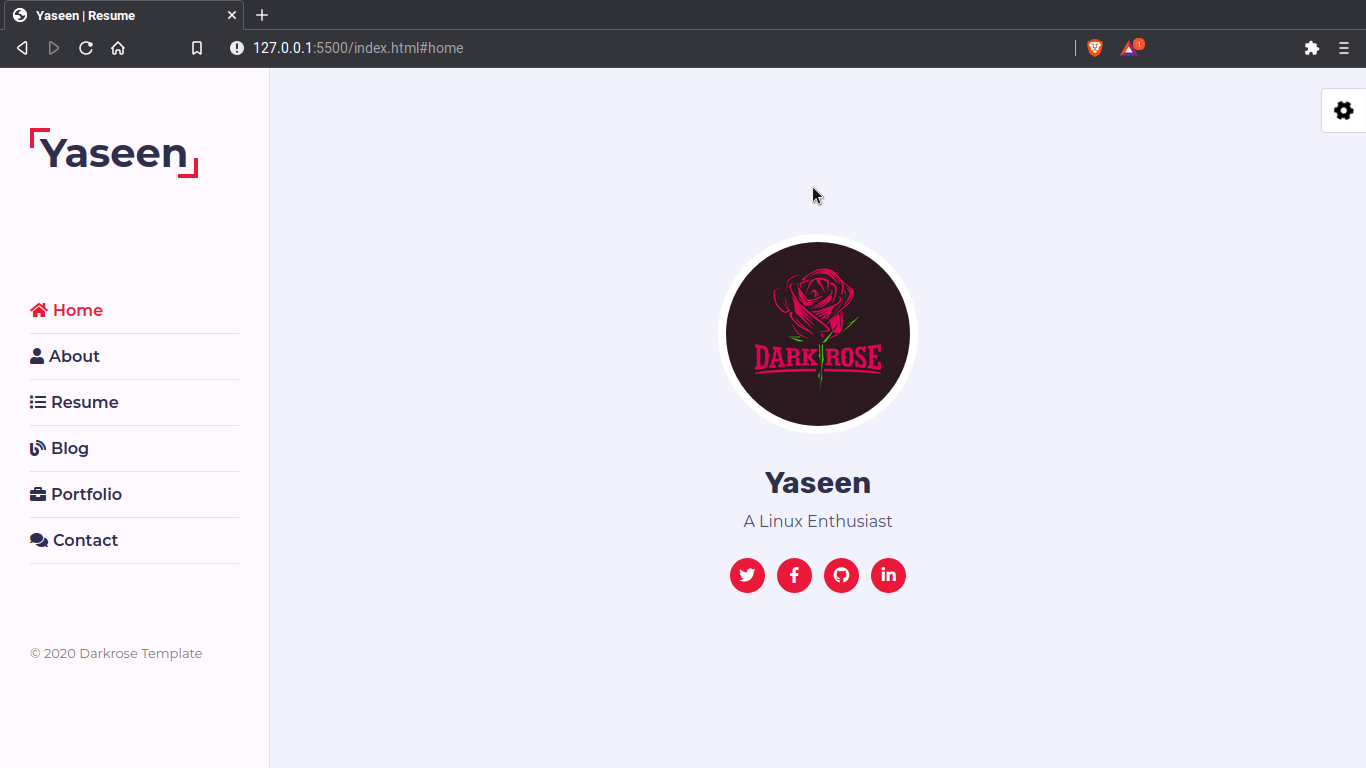 Yaseen | Resume
127.0.0.1:5500/index.html#home
1
Yaseen
Home
About
Resume
Blog
Portfolio
Contact
© 2020 Darkrose Template
DARK ROSE
Yaseen
A Linux Enthusiast
in